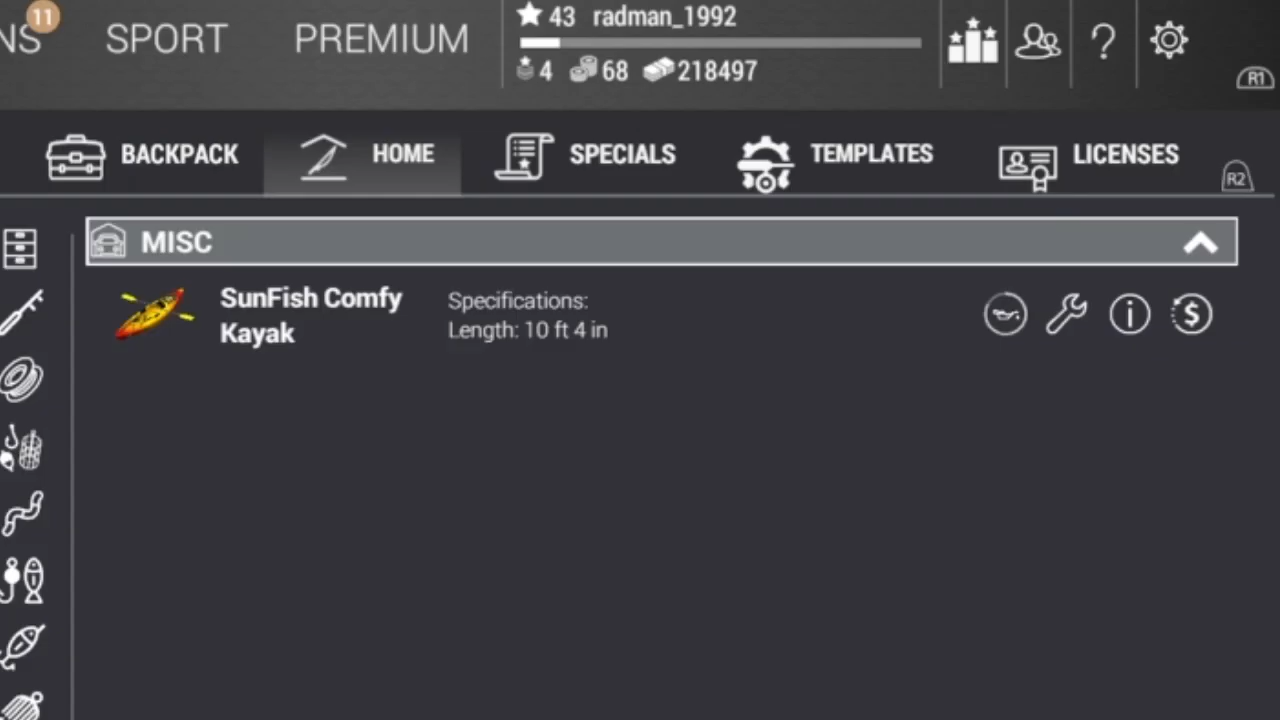 11
NS SPORT PREMIUM
43 radman_1992
4 68 218497
R1
BACKPACK HOME SPECIALS TEMPLATES LICENSES R2
MISC
SunFish Comfy
Kayak
Specifications:
Length: 10 ft 4 in